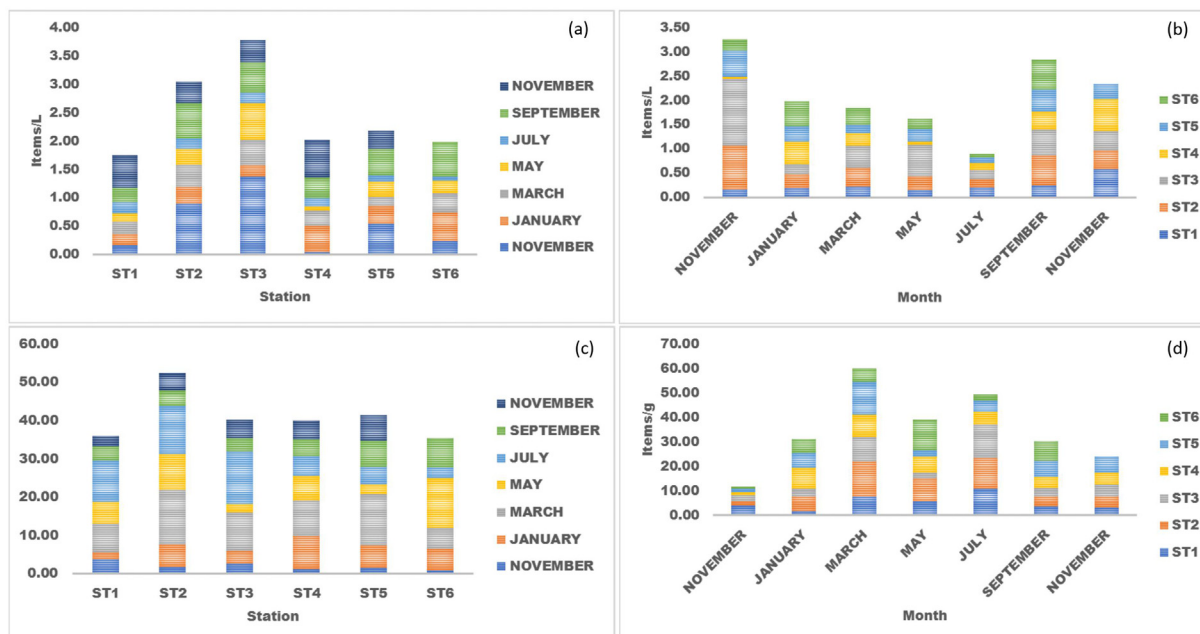 (a)
4.00
3.50
3.00
2.50
2.00
1.50
1.00
0.50
0.00
Items/L
ST1 ST2 ST3 ST4 ST5 ST6
Station
NOVEMBER
SEPTEMBER
JULY
MAY
MARCH
JANUARY
NOVEMBER
(b)
3.50
3.00
2.50
2.00
1.50
1.00
0.50
0.00
Items/L
NOVEMBER JANUARY MARCH MAY JULY SEPTEMBER NOVEMBER
Month
ST6
ST5
ST4
ST3
ST2
ST1
(c)
60.00
50.00
40.00
30.00
20.00
10.00
0.00
ST1 ST2 ST3 ST4 ST5 ST6
Station
NOVEMBER
SEPTEMBER
JULY
MAY
MARCH
JANUARY
NOVEMBER
(d)
70.00
60.00
50.00
40.00
30.00
20.00
10.00
0.00
Items/g
NOVEMBER JANUARY MARCH MAY JULY SEPTEMBER NOVEMBER
Month
ST6
ST5
ST4
ST3
ST2
ST1